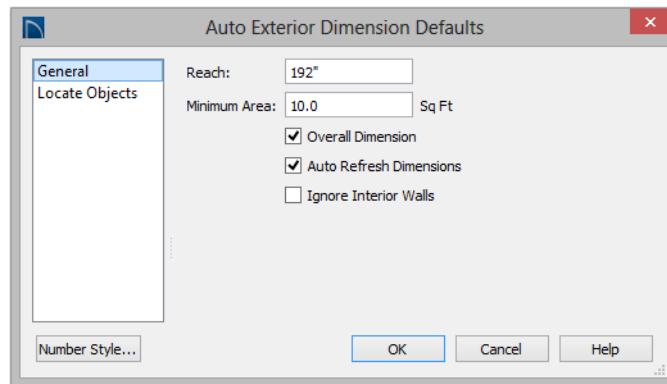 Auto Exterior Dimension Defaults
General
Locate Objects
Reach: 192"
Minimum Area: 10.0 Sq Ft
Overall Dimension
Auto Refresh Dimensions
Ignore Interior Walls
Number Style... OK Cancel Help